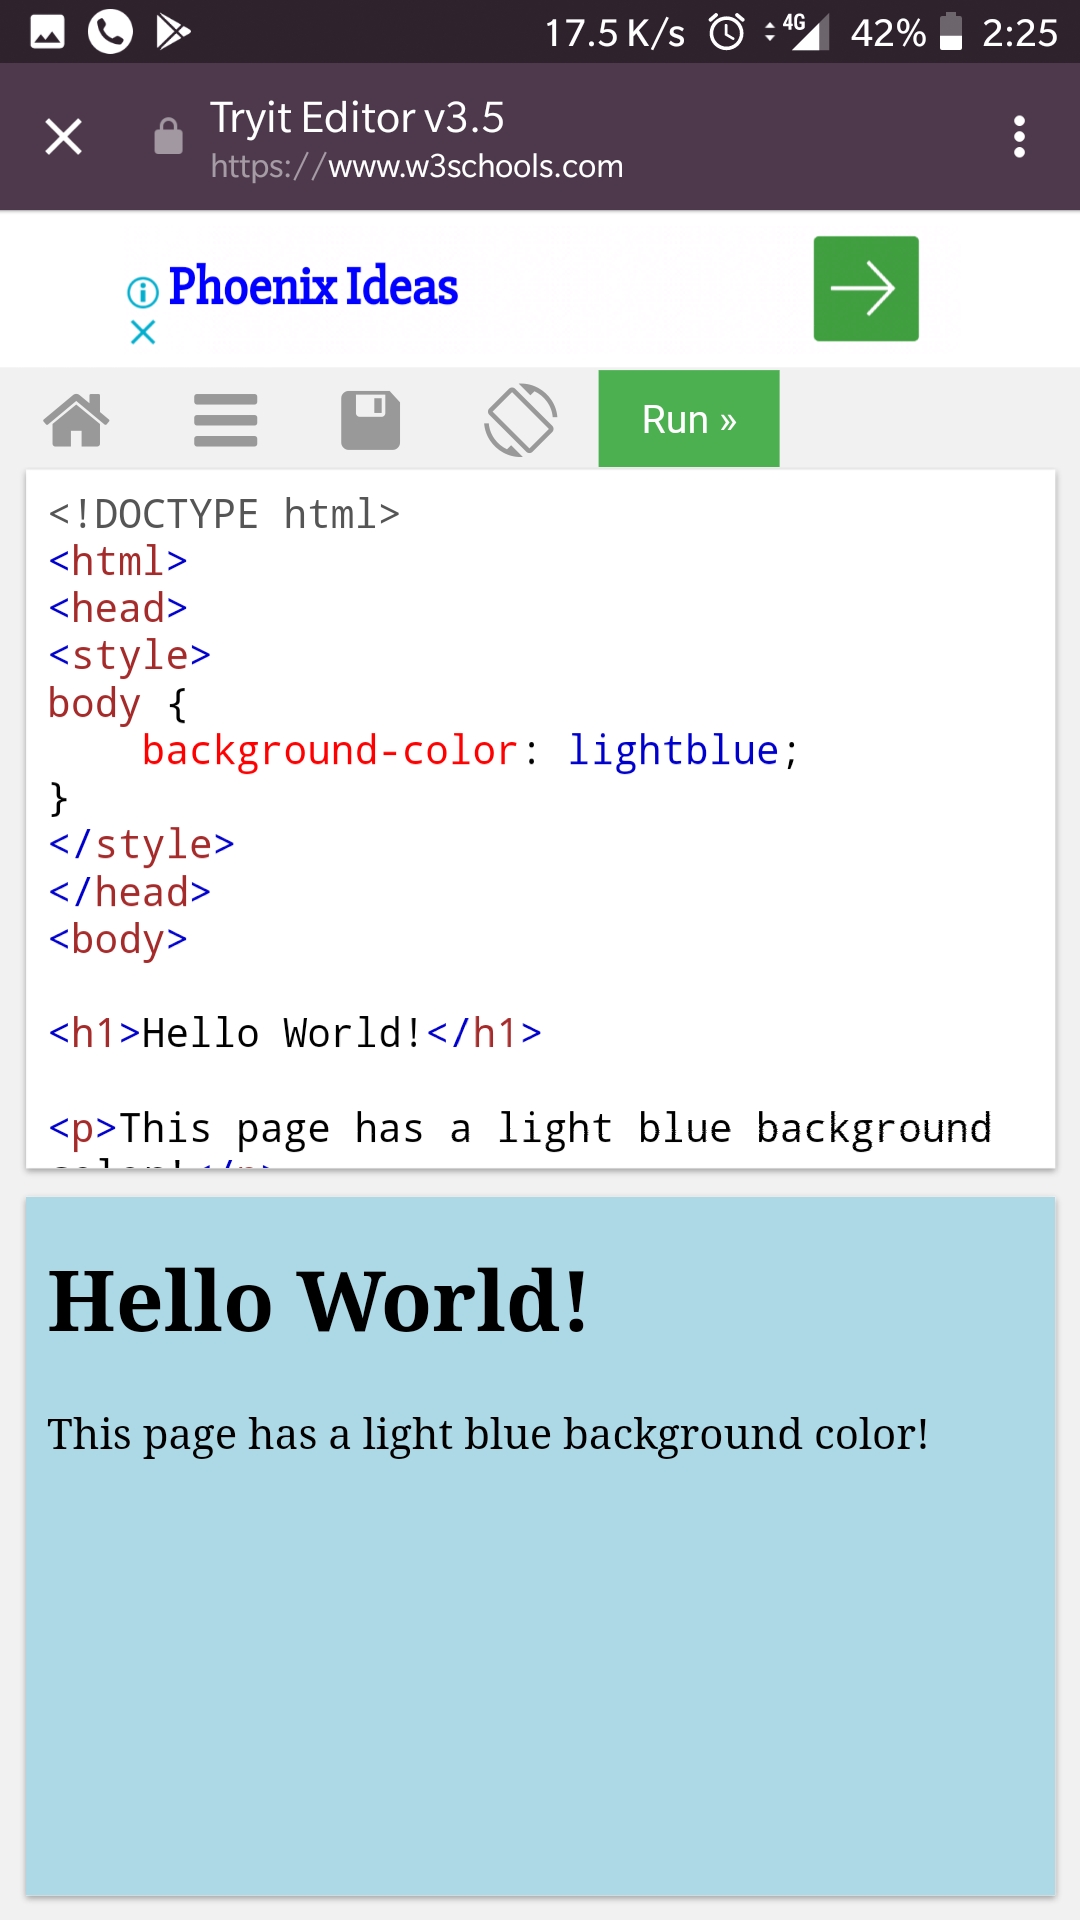 17.5 K/s 4G 42% 2:25
Tryit Editor v3.5
https://www.w3schools.com
Phoenix Ideas
Run »
<!DOCTYPE html>
<html>
<head>
<style>
body {
    background-color: lightblue;
}
</style>
</head>
<body>
<h1>Hello World!</h1>
<p>This page has a light blue background
color!</p>
Hello World!
This page has a light blue background color!